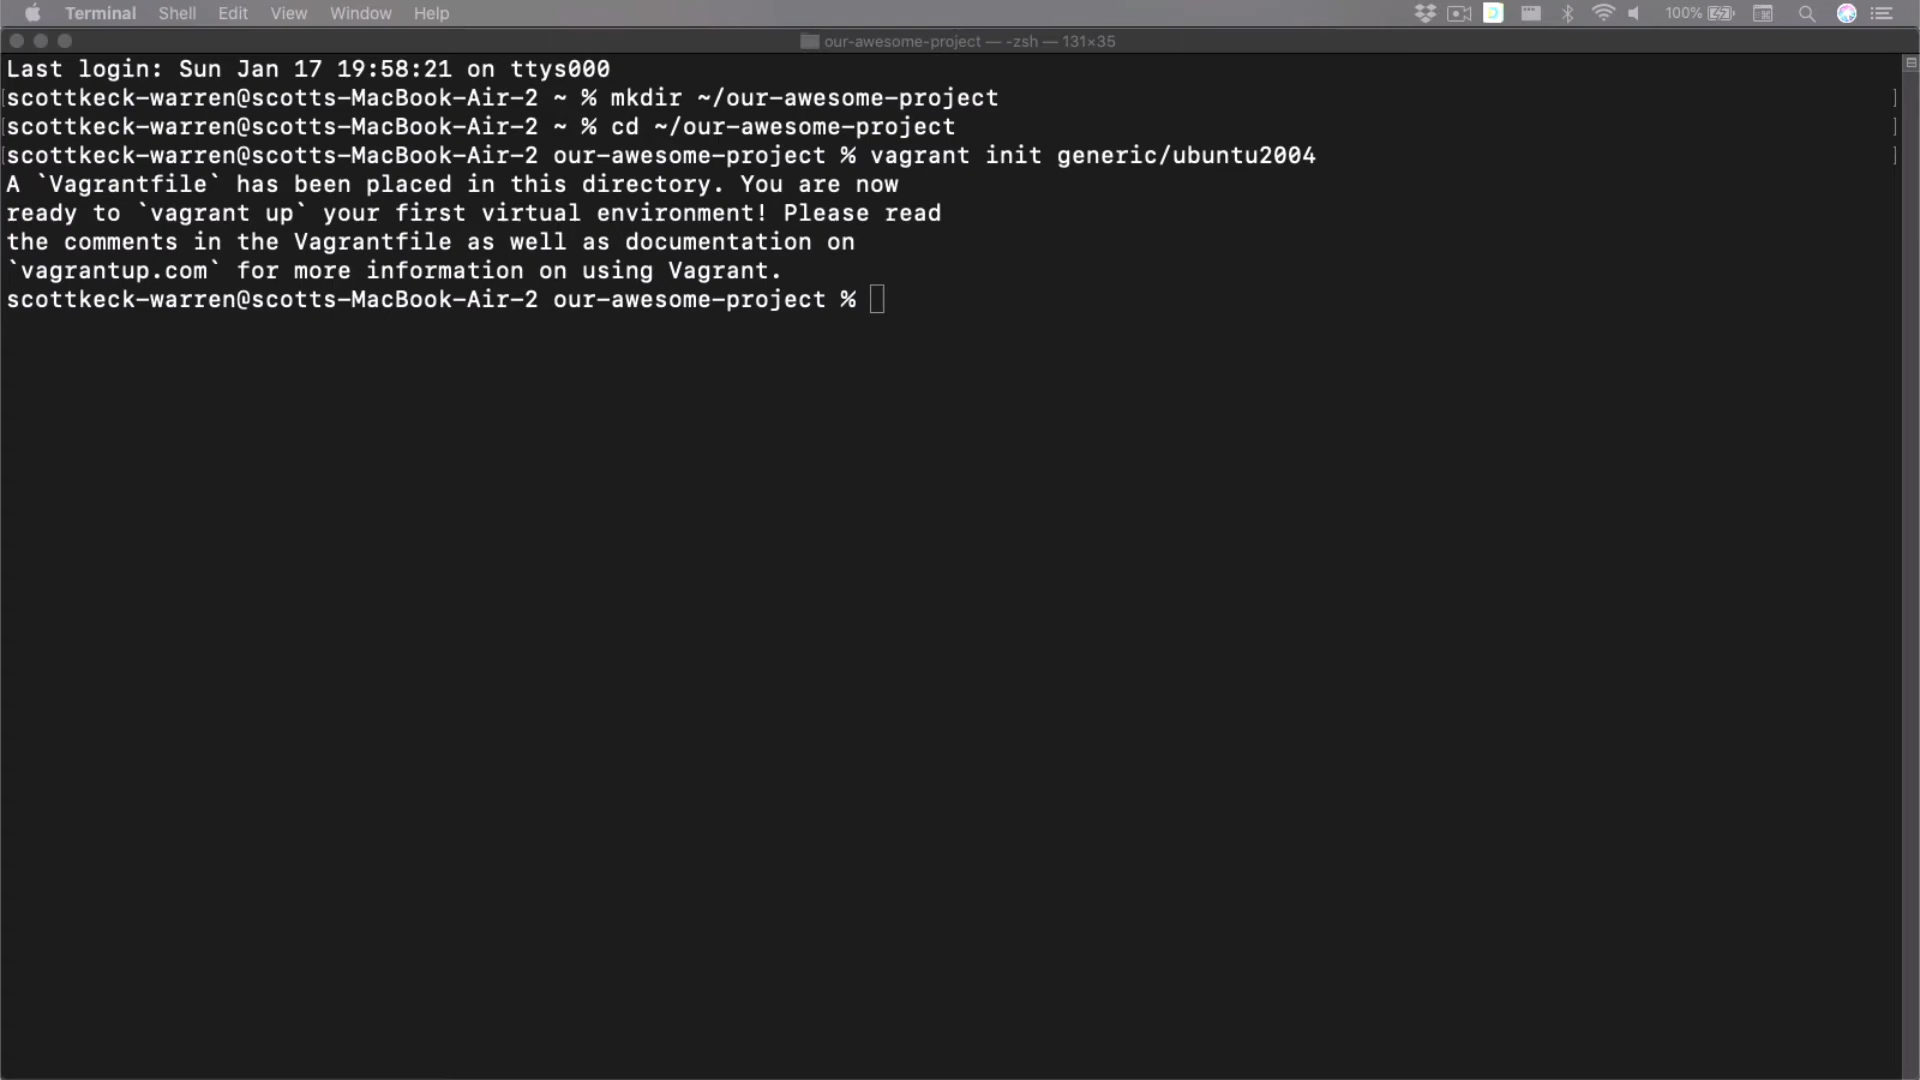 Terminal Shell Edit View Window Help 100%
our-awesome-project — -zsh — 131×35
Last login: Sun Jan 17 19:58:21 on ttys000
scottkeck-warren@scotts-MacBook-Air-2 ~ % mkdir ~/our-awesome-project
scottkeck-warren@scotts-MacBook-Air-2 ~ % cd ~/our-awesome-project
scottkeck-warren@scotts-MacBook-Air-2 our-awesome-project % vagrant init generic/ubuntu2004
A `Vagrantfile` has been placed in this directory. You are now
ready to `vagrant up` your first virtual environment! Please read
the comments in the Vagrantfile as well as documentation on
`vagrantup.com` for more information on using Vagrant.
scottkeck-warren@scotts-MacBook-Air-2 our-awesome-project %